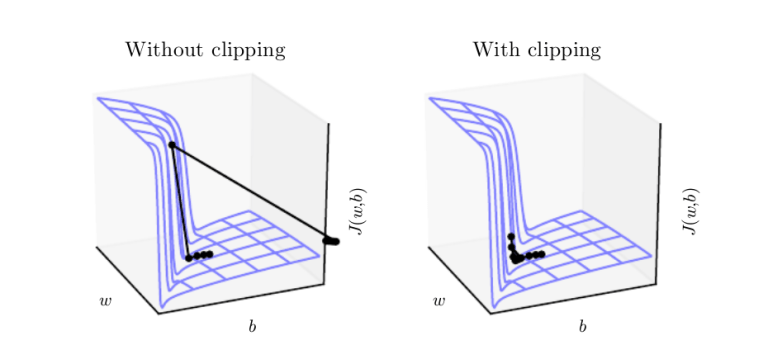 Without clipping
With clipping
J(w,b)
J(w,b)
w
w
b
b